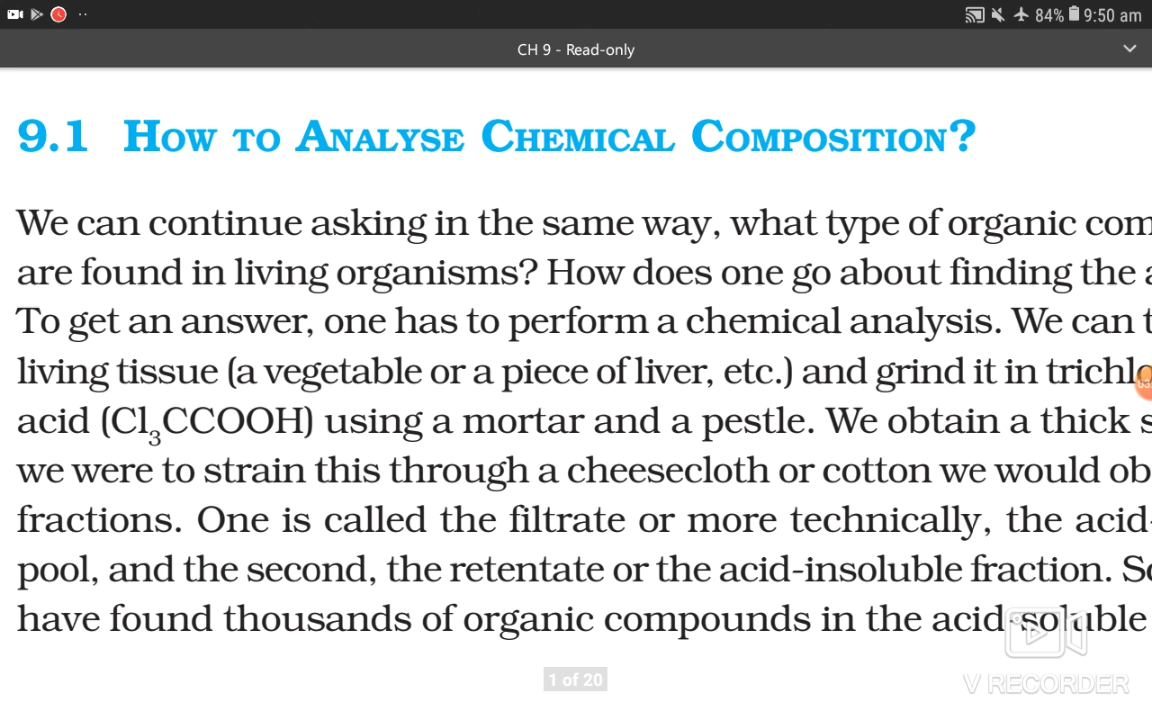 84% 9:50 am
CH 9 - Read-only
9.1 How to Analyse Chemical Composition?
We can continue asking in the same way, what type of organic com
are found in living organisms? How does one go about finding the a
To get an answer, one has to perform a chemical analysis. We can t
living tissue (a vegetable or a piece of liver, etc.) and grind it in trichlo
acid (Cl₃CCOOH) using a mortar and a pestle. We obtain a thick s
we were to strain this through a cheesecloth or cotton we would ob
fractions. One is called the filtrate or more technically, the acid-
pool, and the second, the retentate or the acid-insoluble fraction. Sc
have found thousands of organic compounds in the acid-soluble
1 of 20
V RECORDER